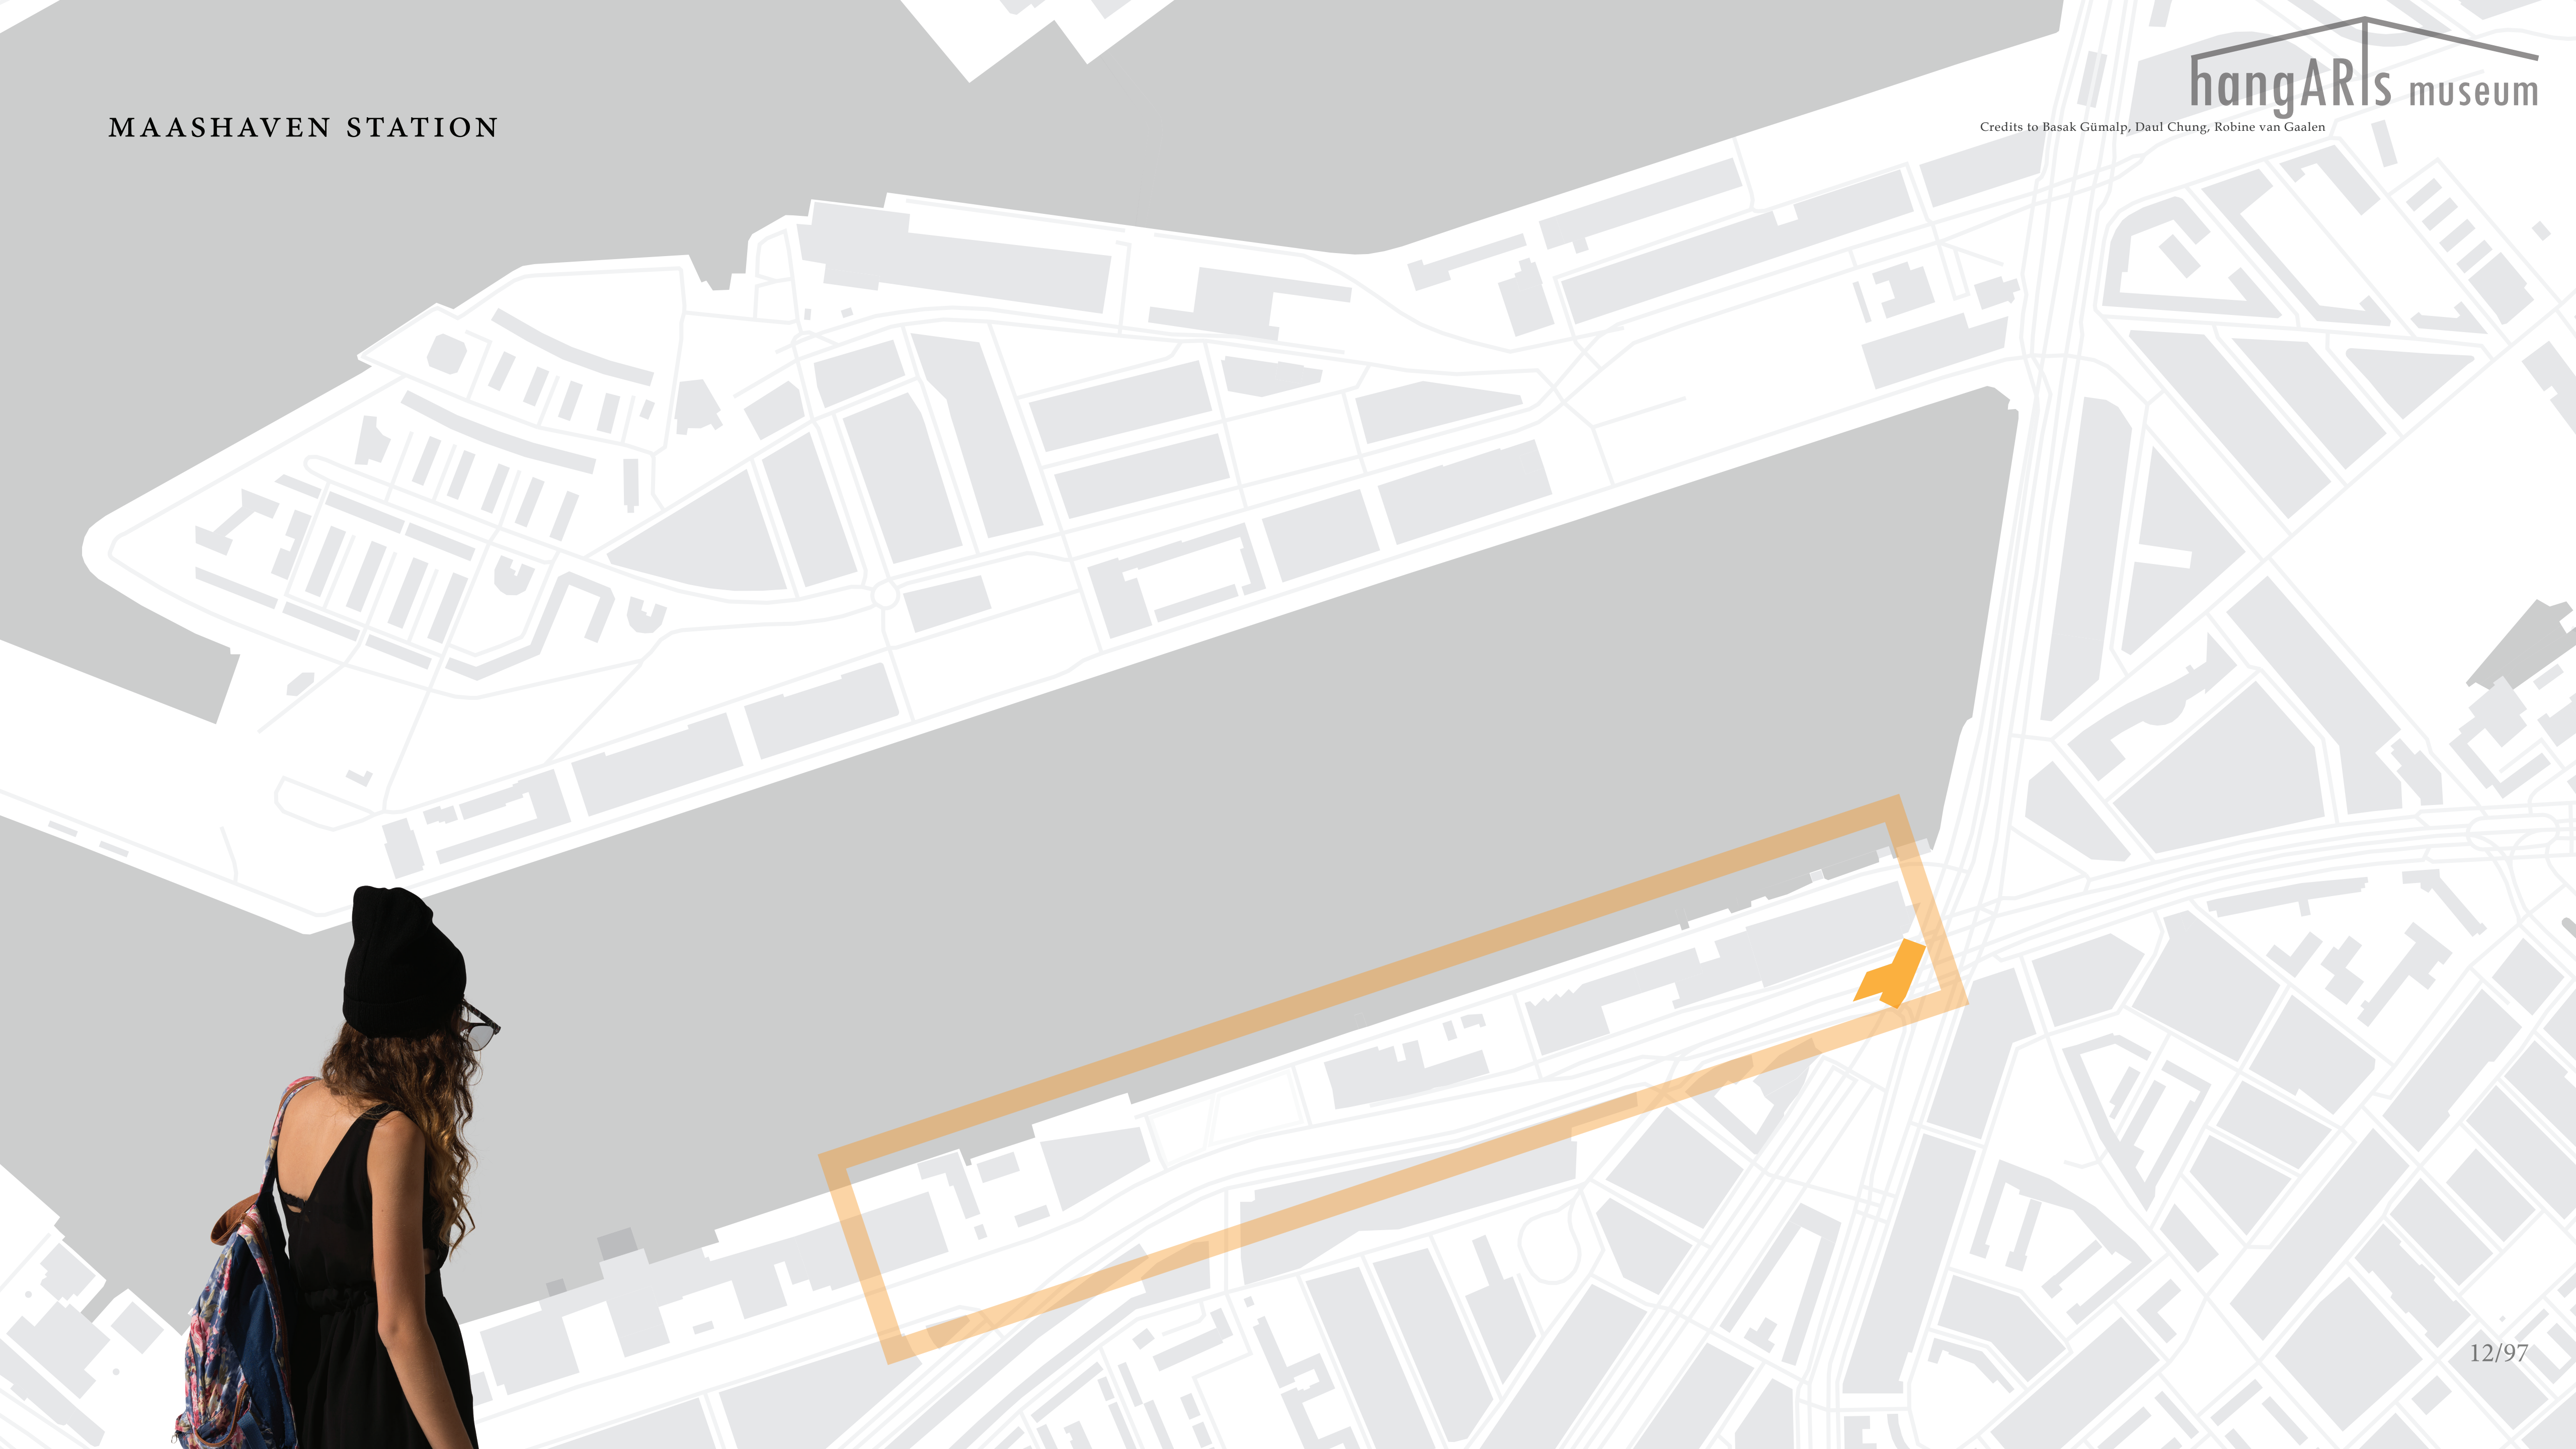 MAASHAVEN STATION
hangARTs museum
Credits to Basak Gümalp, Daul Chung, Robine van Gaalen
12/97